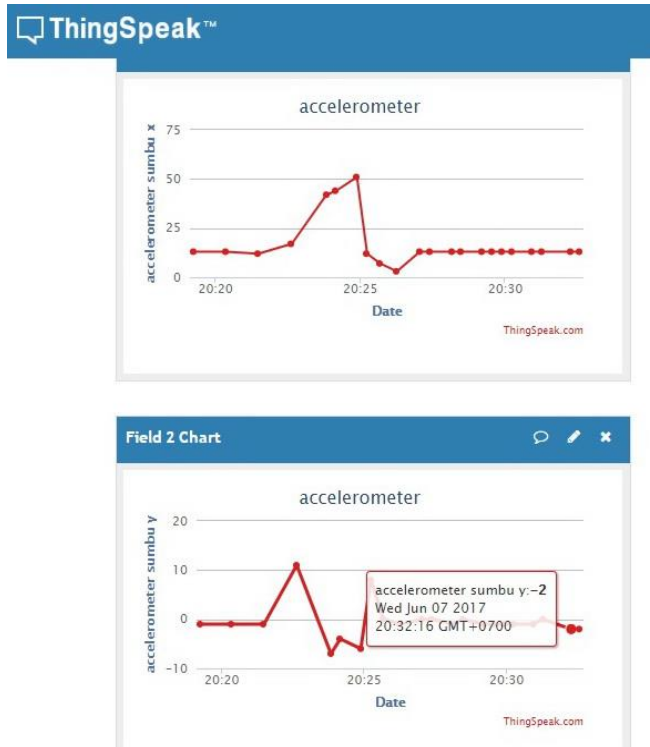 ThingSpeak™
accelerometer
accelerometer sumbu x
75
50
25
0
20:20 20:25 20:30
Date
ThingSpeak.com
Field 2 Chart
accelerometer
accelerometer sumbu y
20
10
0
-10
accelerometer sumbu y:-2
Wed Jun 07 2017
20:32:16 GMT+0700
20:20 20:25 20:30
Date
ThingSpeak.com